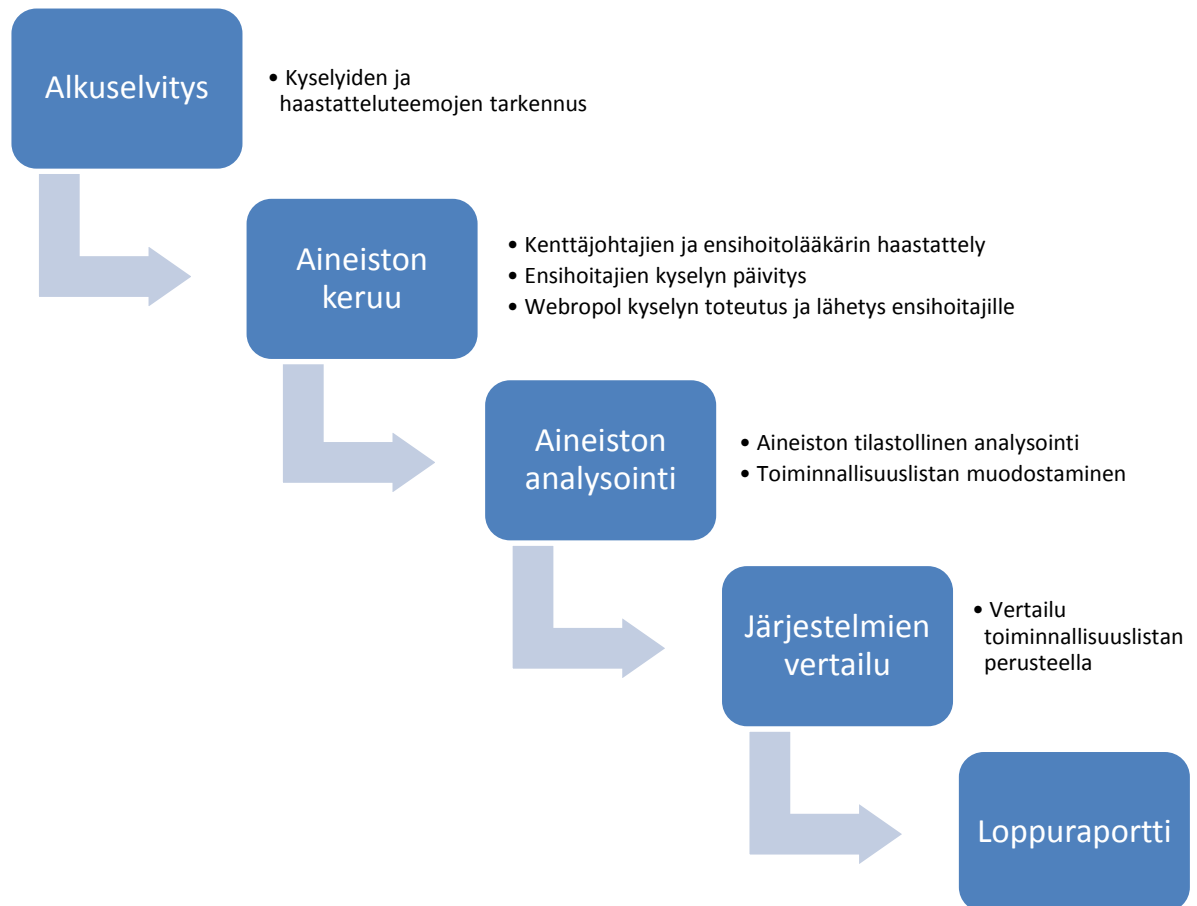 Alkuselvitys
• Kyselyiden ja
haastatteluteemojen tarkennus
Aineiston
keruu
• Kenttäjohtajien ja ensihoitolääkärin haastattely
• Ensihoitajien kyselyn päivitys
• Webropol kyselyn toteutus ja lähetys ensihoitajille
Aineiston
analysointi
• Aineiston tilastollinen analysointi
• Toiminnallisuuslistan muodostaminen
Järjestelmien
vertailu
• Vertailu
toiminnallisuuslistan
perusteella
Loppuraportti